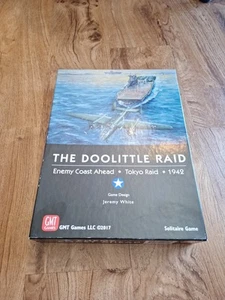 THE DOOLITTLE RAID
Enemy Coast Ahead • Tokyo Raid • 1942
Game Design
Jeremy White
GMT
GMT Games LLC ©2017
Solitaire Game